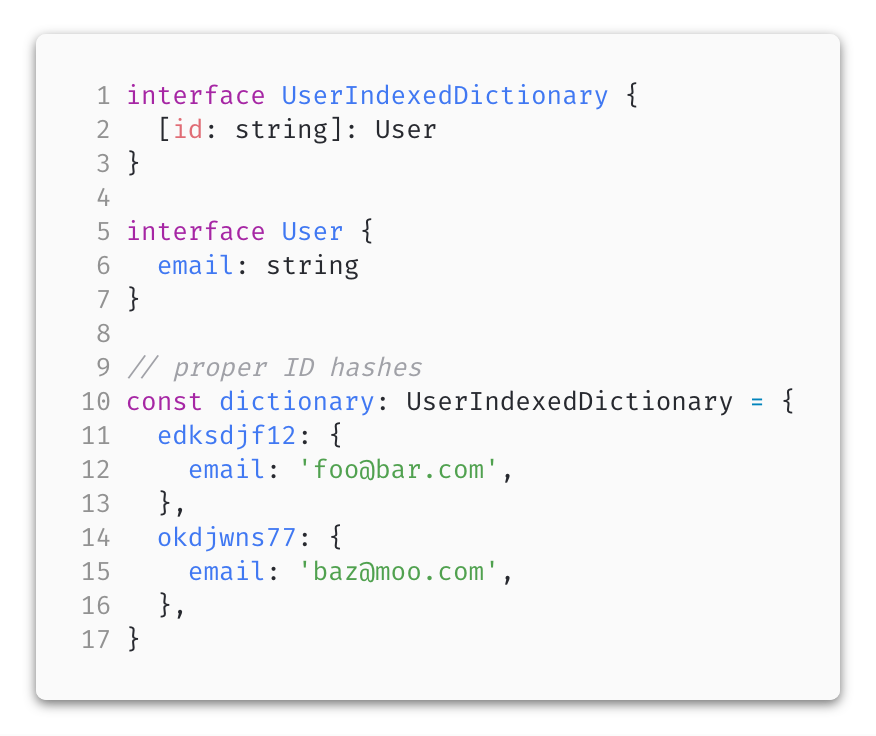 1 interface UserIndexedDictionary {
2   [id: string]: User
3 }
4
5 interface User {
6   email: string
7 }
8
9 // proper ID hashes
10 const dictionary: UserIndexedDictionary = {
11   edksdjf12: {
12     email: 'foo@bar.com',
13   },
14   okdjwns77: {
15     email: 'baz@moo.com',
16   },
17 }